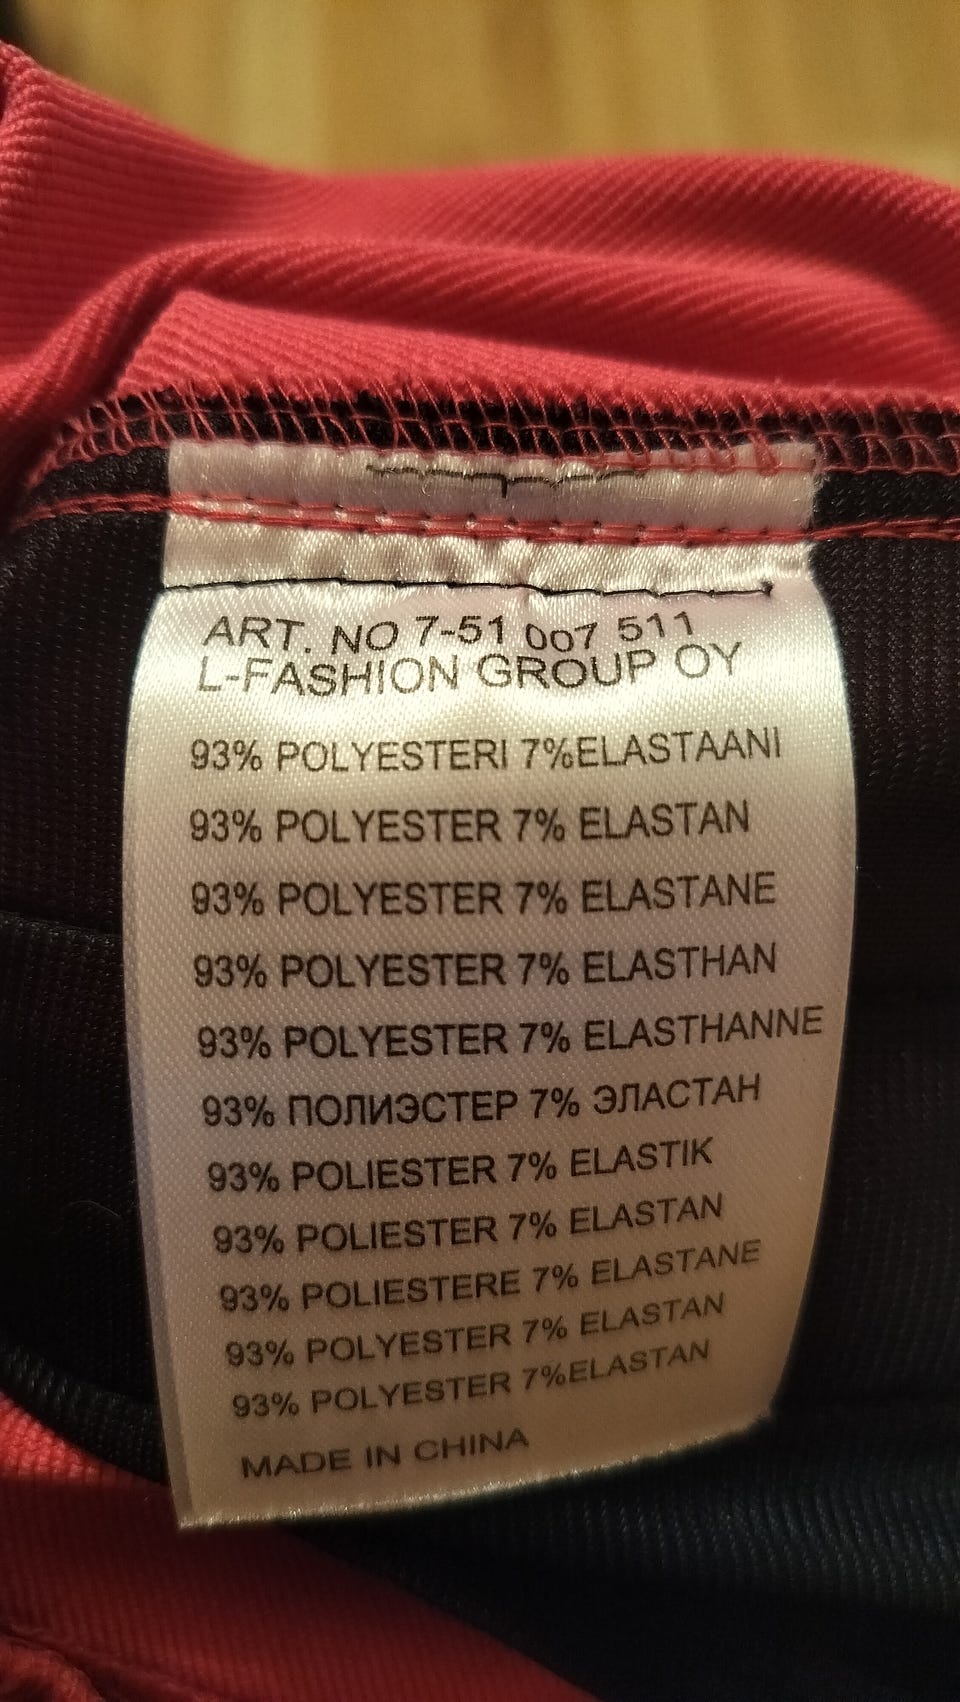 ART. NO 7-51 007 511
L-FASHION GROUP OY
93% POLYESTERI 7%ELASTAANI
93% POLYESTER 7% ELASTAN
93% POLYESTER 7% ELASTANE
93% POLYESTER 7% ELASTHAN
93% POLYESTER 7% ELASTHANNE
93% ПОЛИЭСТЕР 7% ЭЛАСТАН
93% POLIESTER 7% ELASTIK
93% POLIESTER 7% ELASTAN
93% POLIESTERE 7% ELASTANE
93% POLYESTER 7% ELASTAN
93% POLYESTER 7%ELASTAN
MADE IN CHINA